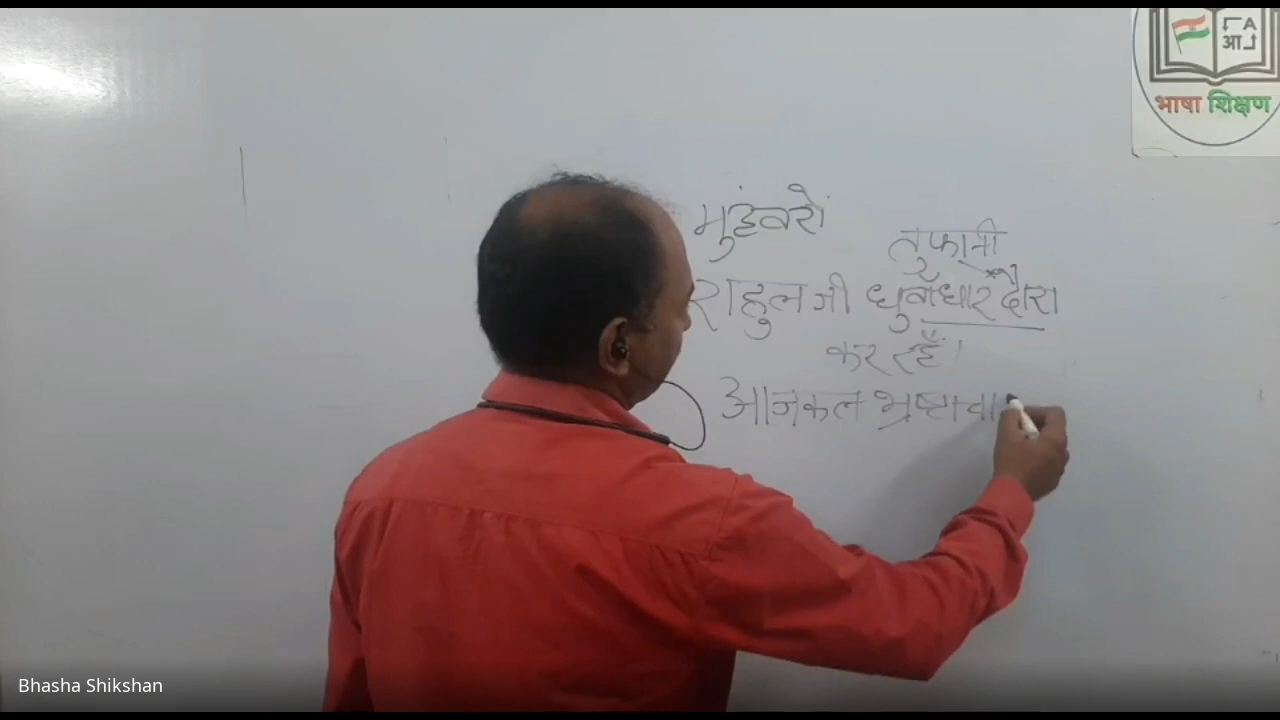 A
आ
भाषा शिक्षण
मुहंवरों
तुफानी
राहुल जी धुवाँधार दौरा
कर रहें।
आजकल भ्रष्टाचा
Bhasha Shikshan